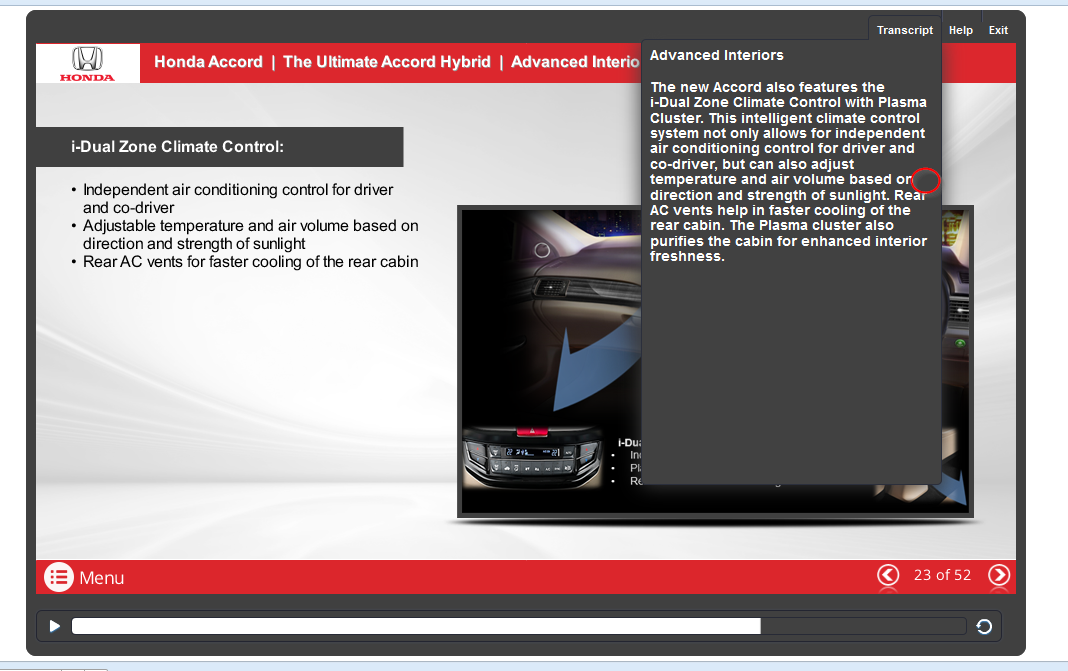 Transcript Help Exit
HONDA
Honda Accord | The Ultimate Accord Hybrid | Advanced Interio
Advanced Interiors
The new Accord also features the
i-Dual Zone Climate Control with Plasma
Cluster. This intelligent climate control
system not only allows for independent
air conditioning control for driver and
co-driver, but can also adjust
temperature and air volume based on
direction and strength of sunlight. Rear
AC vents help in faster cooling of the
rear cabin. The Plasma cluster also
purifies the cabin for enhanced interior
freshness.
i-Dual Zone Climate Control:
• Independent air conditioning control for driver
and co-driver
• Adjustable temperature and air volume based on
direction and strength of sunlight
• Rear AC vents for faster cooling of the rear cabin
i-Dua
• Inc
• Pl
• Re
Menu
23 of 52